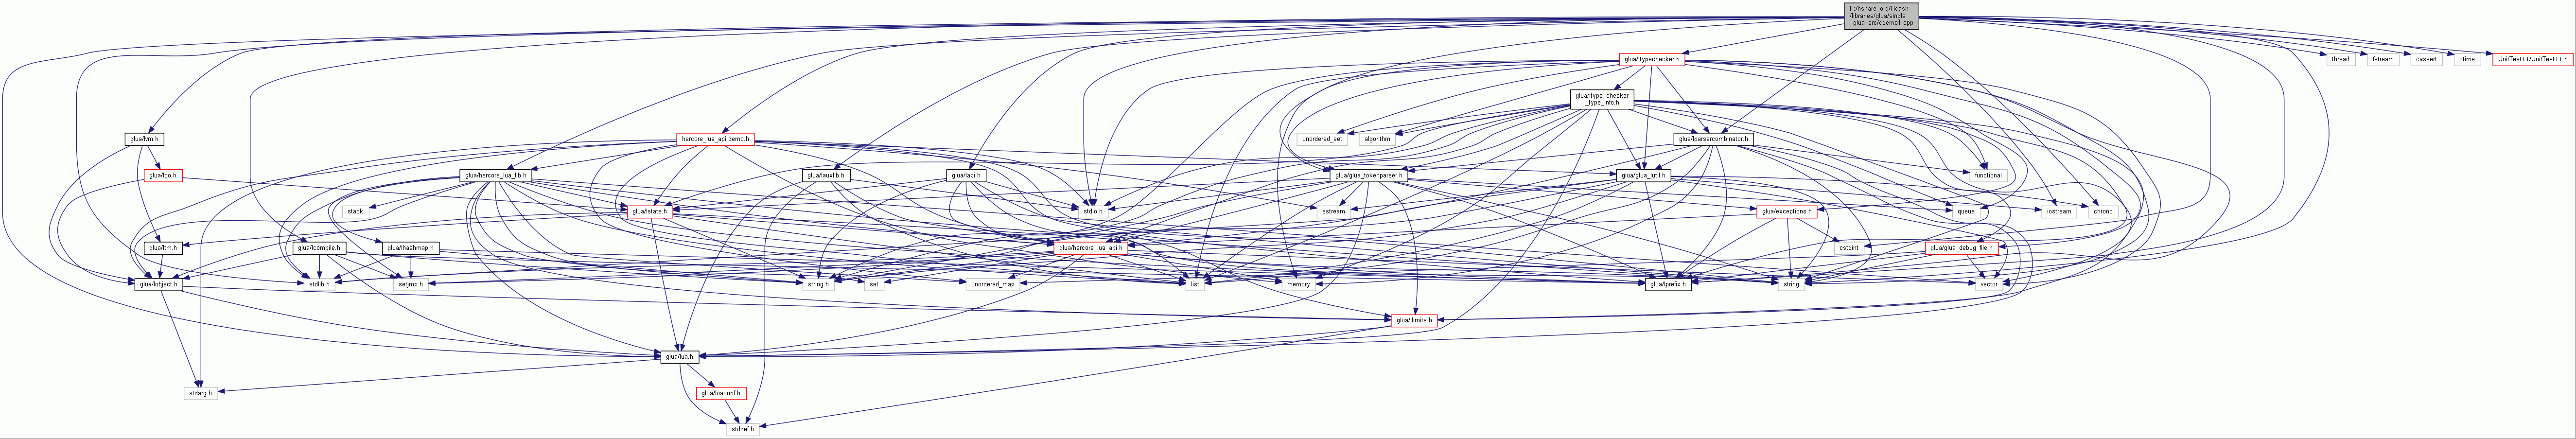 F:/hshare_org/Hcash
/libraries/glua/single
_glua_src/cdemo1.cpp
glua/ltypechecker.h
thread
fstream
cassert
ctime
UnitTest++/UnitTest++.h
glua/ltype_checker
_type_info.h
glua/lvm.h
hsrcore_lua_api.demo.h
unordered_set
algorithm
glua/lparsercombinator.h
glua/ldo.h
glua/hsrcore_lua_lib.h
glua/lauxlib.h
glua/lapi.h
glua/glua_tokenparser.h
glua/glua_lutil.h
functional
stack
glua/lstate.h
stdio.h
sstream
glua/exceptions.h
queue
iostream
chrono
glua/ltm.h
glua/lcompile.h
glua/lhashmap.h
glua/hsrcore_lua_api.h
cstdint
glua/glua_debug_file.h
glua/lobject.h
stdlib.h
setjmp.h
string.h
set
unordered_map
list
memory
glua/lprefix.h
string
vector
glua/llimits.h
glua/lua.h
stdarg.h
glua/luaconf.h
stddef.h